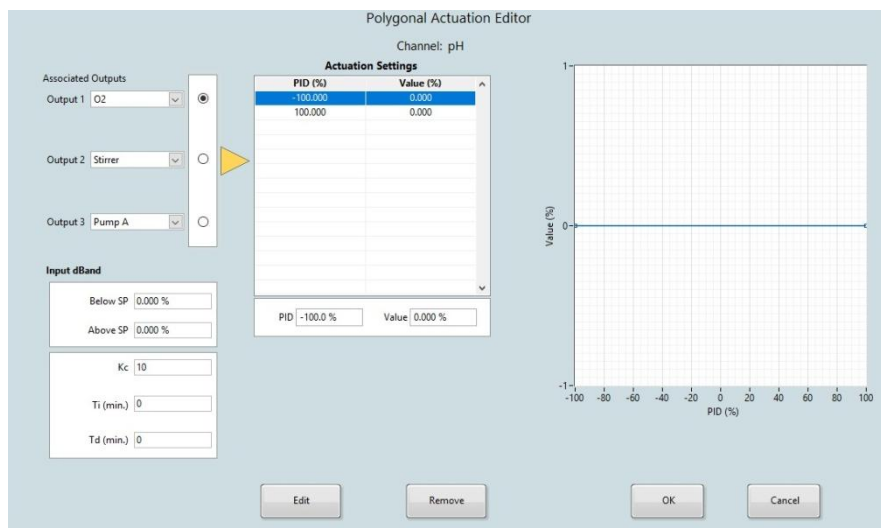 Polygonal Actuation Editor
Channel: pH
Associated Outputs
Output 1 O2
Output 2 Stirrer
Output 3 Pump A
Actuation Settings
PID (%) Value (%)
-100.000 0.000
100.000 0.000
PID -100.0 % Value 0.000 %
Input dBand
Below SP 0.000 %
Above SP 0.000 %
Kc 10
Ti (min.) 0
Td (min.) 0
Value (%)
1
0
-1
-100 -80 -60 -40 -20 0 20 40 60 80 100
PID (%)
Edit Remove OK Cancel